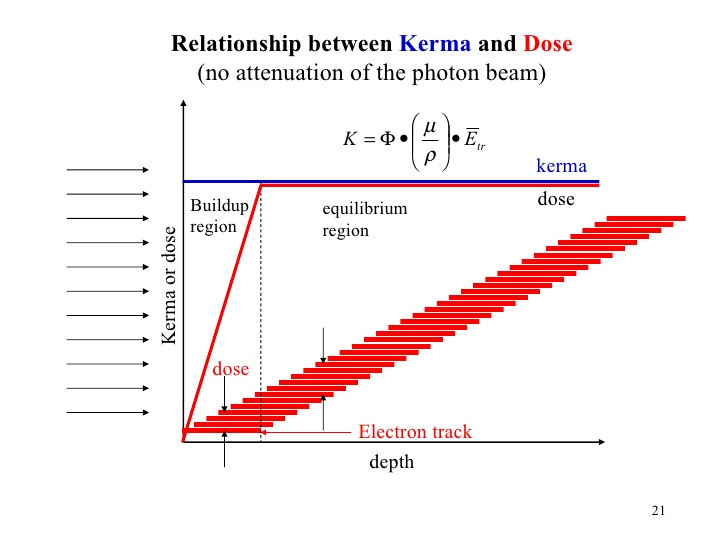 Relationship between Kerma and Dose
(no attenuation of the photon beam)
K = Φ • (μ/ρ) • E̅tr
kerma
dose
Buildup
region
equilibrium
region
Kerma or dose
dose
Electron track
depth
21